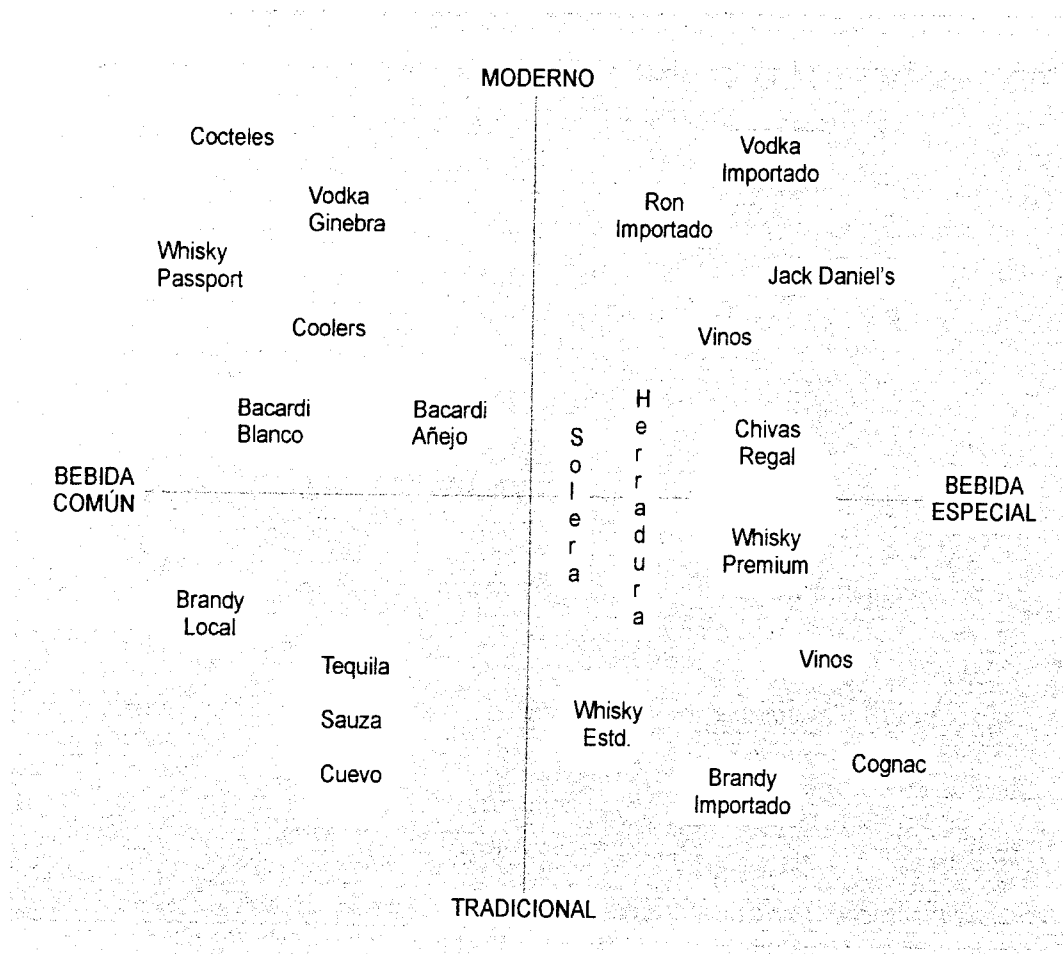 MODERNO
Cocteles
Vodka
Importado
Vodka
Ginebra
Ron
Importado
Whisky
Passport
Jack Daniel's
Coolers
Vinos
Bacardi
Blanco
Bacardi
Añejo
Solera
Herradura
Chivas
Regal
BEBIDA
COMÚN
BEBIDA
ESPECIAL
Whisky
Premium
Brandy
Local
Tequila
Vinos
Sauza
Whisky
Estd.
Cuevo
Brandy
Importado
Cognac
TRADICIONAL